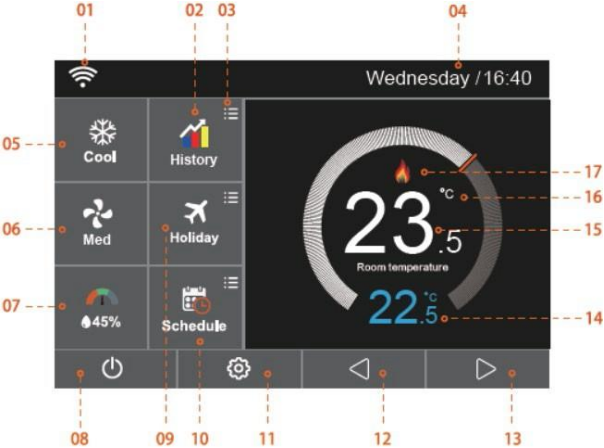 01
02
03
04
Wednesday / 16:40
05
Cool
History
17
°C
16
23.5
15
06
Med
09
Holiday
Room temperature
22.5 °C
14
07
45%
Schedule
08
09
10
11
12
13